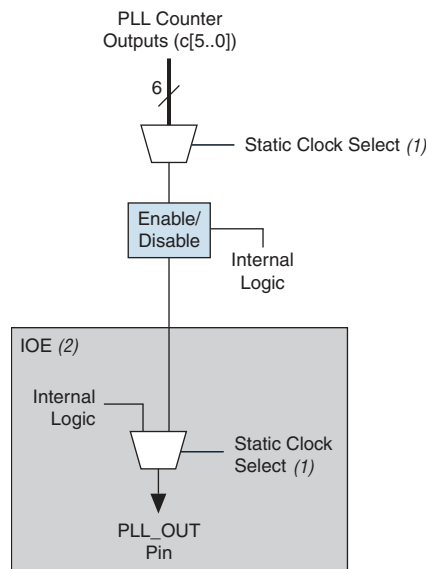 PLL Counter
Outputs (c[5..0])
6
Static Clock Select (1)
Enable/
Disable
Internal
Logic
IOE (2)
Internal
Logic
Static Clock
Select (1)
PLL_OUT
Pin